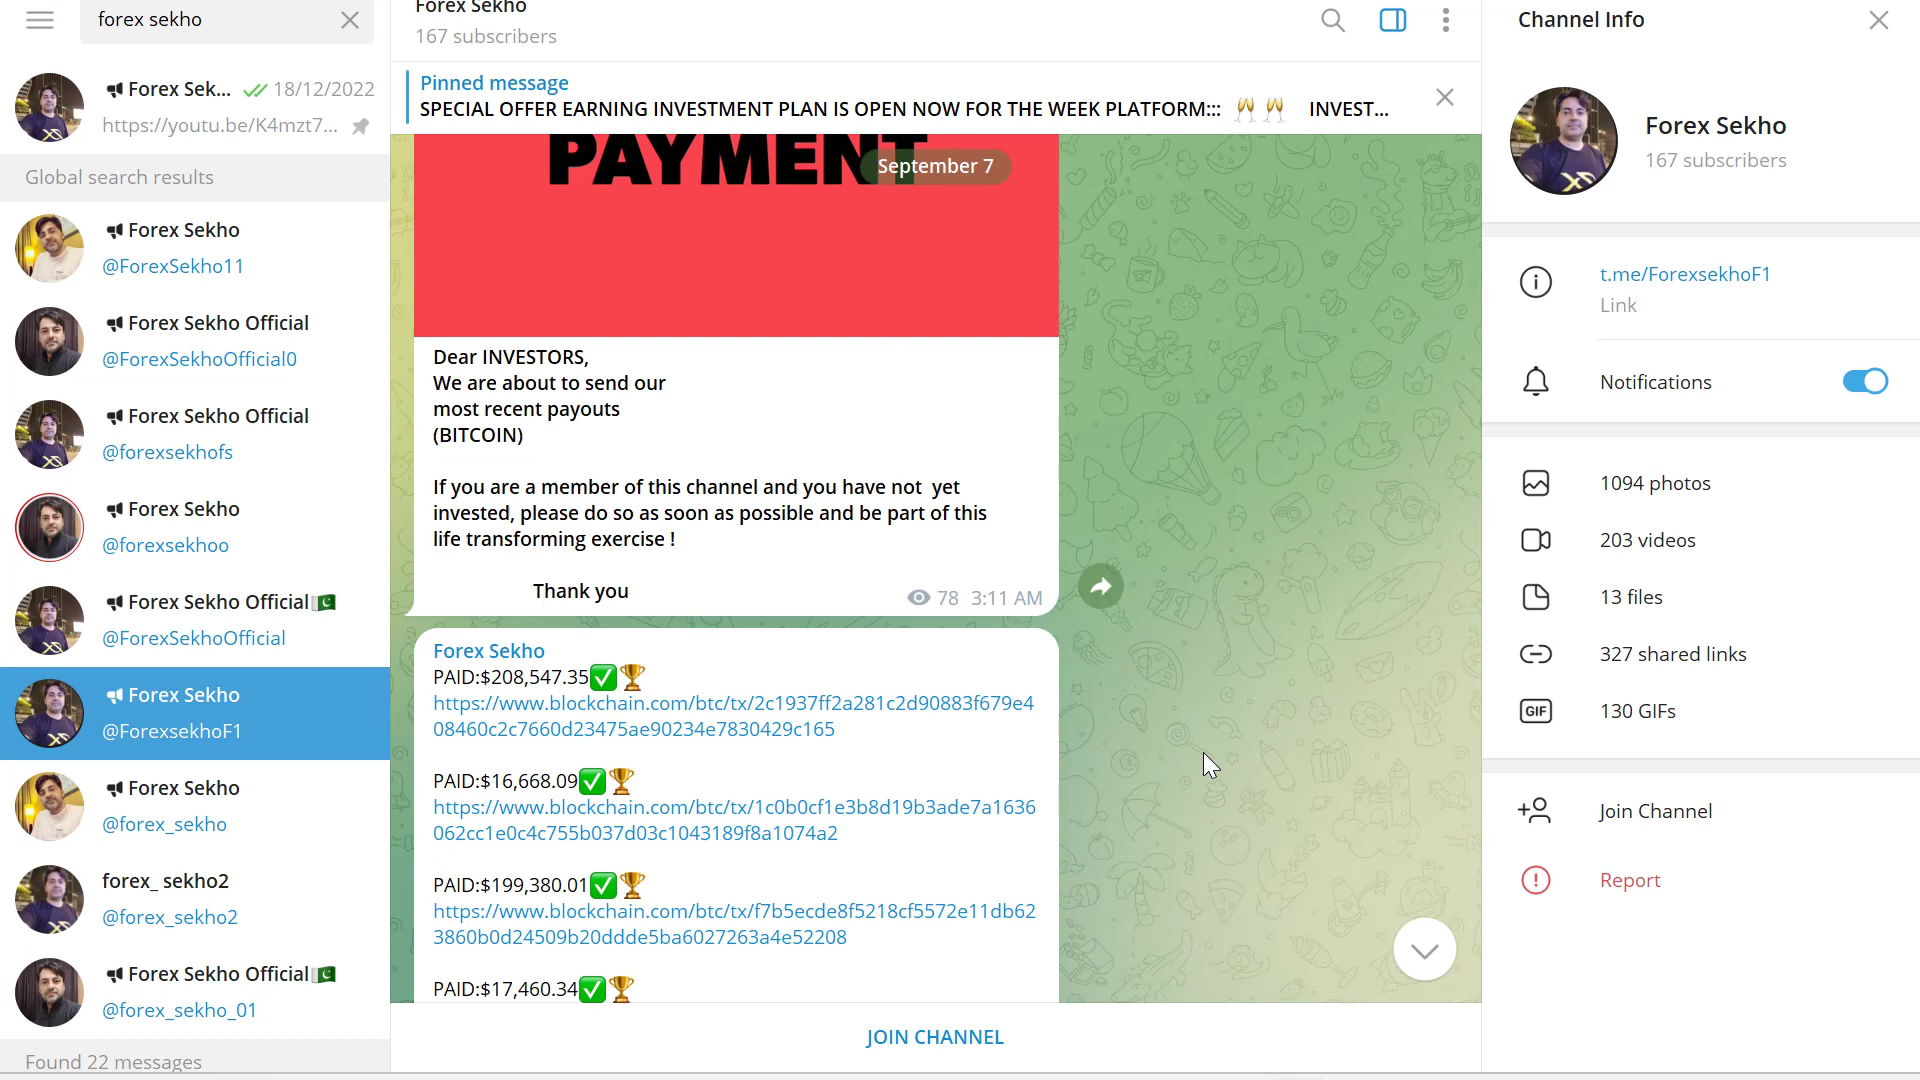 forex sekho
Forex Sek... 18/12/2022
https://youtu.be/K4mzt7...
Global search results
Forex Sekho
@ForexSekho11
Forex Sekho Official
@ForexSekhoOfficial0
Forex Sekho Official
@forexsekhofs
Forex Sekho
@forexsekhoo
Forex Sekho Official
@ForexSekhoOfficial
Forex Sekho
@ForexsekhoF1
Forex Sekho
@forex_sekho
forex_ sekho2
@forex_sekho2
Forex Sekho Official
@forex_sekho_01
Found 22 messages
Forex Sekho
167 subscribers
Pinned message
SPECIAL OFFER EARNING INVESTMENT PLAN IS OPEN NOW FOR THE WEEK PLATFORM::: 🥂 🥂 INVEST...
PAYMENT
September 7
Dear INVESTORS,
We are about to send our
most recent payouts
(BITCOIN)
If you are a member of this channel and you have not yet
invested, please do so as soon as possible and be part of this
life transforming exercise !
Thank you
78 3:11 AM
Forex Sekho
PAID:$208,547.35✅🏆
https://www.blockchain.com/btc/tx/2c1937ff2a281c2d90883f679e4
08460c2c7660d23475ae90234e7830429c165
PAID:$16,668.09✅🏆
https://www.blockchain.com/btc/tx/1c0b0cf1e3b8d19b3ade7a1636
062cc1e0c4c755b037d03c1043189f8a1074a2
PAID:$199,380.01✅🏆
https://www.blockchain.com/btc/tx/f7b5ecde8f5218cf5572e11db62
3860b0d24509b20ddde5ba6027263a4e52208
PAID:$17,460.34✅🏆
JOIN CHANNEL
Channel Info
Forex Sekho
167 subscribers
t.me/ForexsekhoF1
Link
Notifications
1094 photos
203 videos
13 files
327 shared links
GIF 130 GIFs
Join Channel
Report